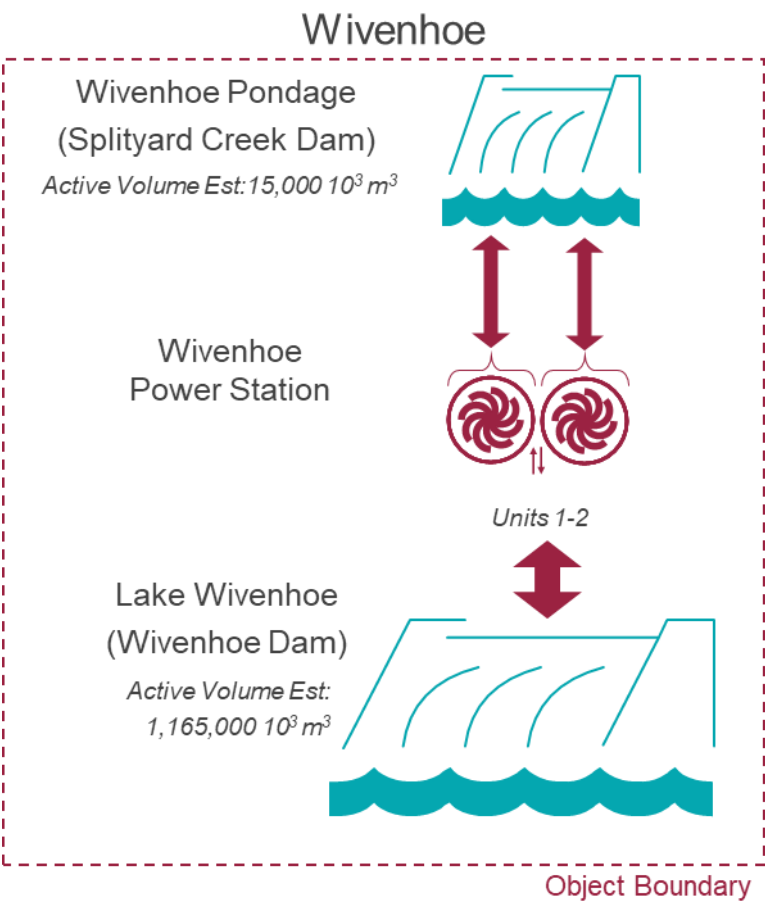 Wivenhoe
Wivenhoe Pondage
(Splityard Creek Dam)
Active Volume Est:15,000 10³ m³
Wivenhoe
Power Station
Units 1-2
Lake Wivenhoe
(Wivenhoe Dam)
Active Volume Est:
1,165,000 10³ m³
Object Boundary